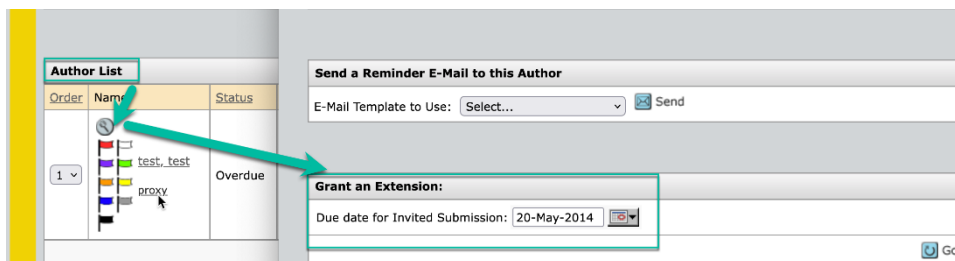 Author List
Order Name Status
1 test, test Overdue
proxy
Send a Reminder E-Mail to this Author
E-Mail Template to Use: Select... Send
Grant an Extension:
Due date for Invited Submission: 20-May-2014